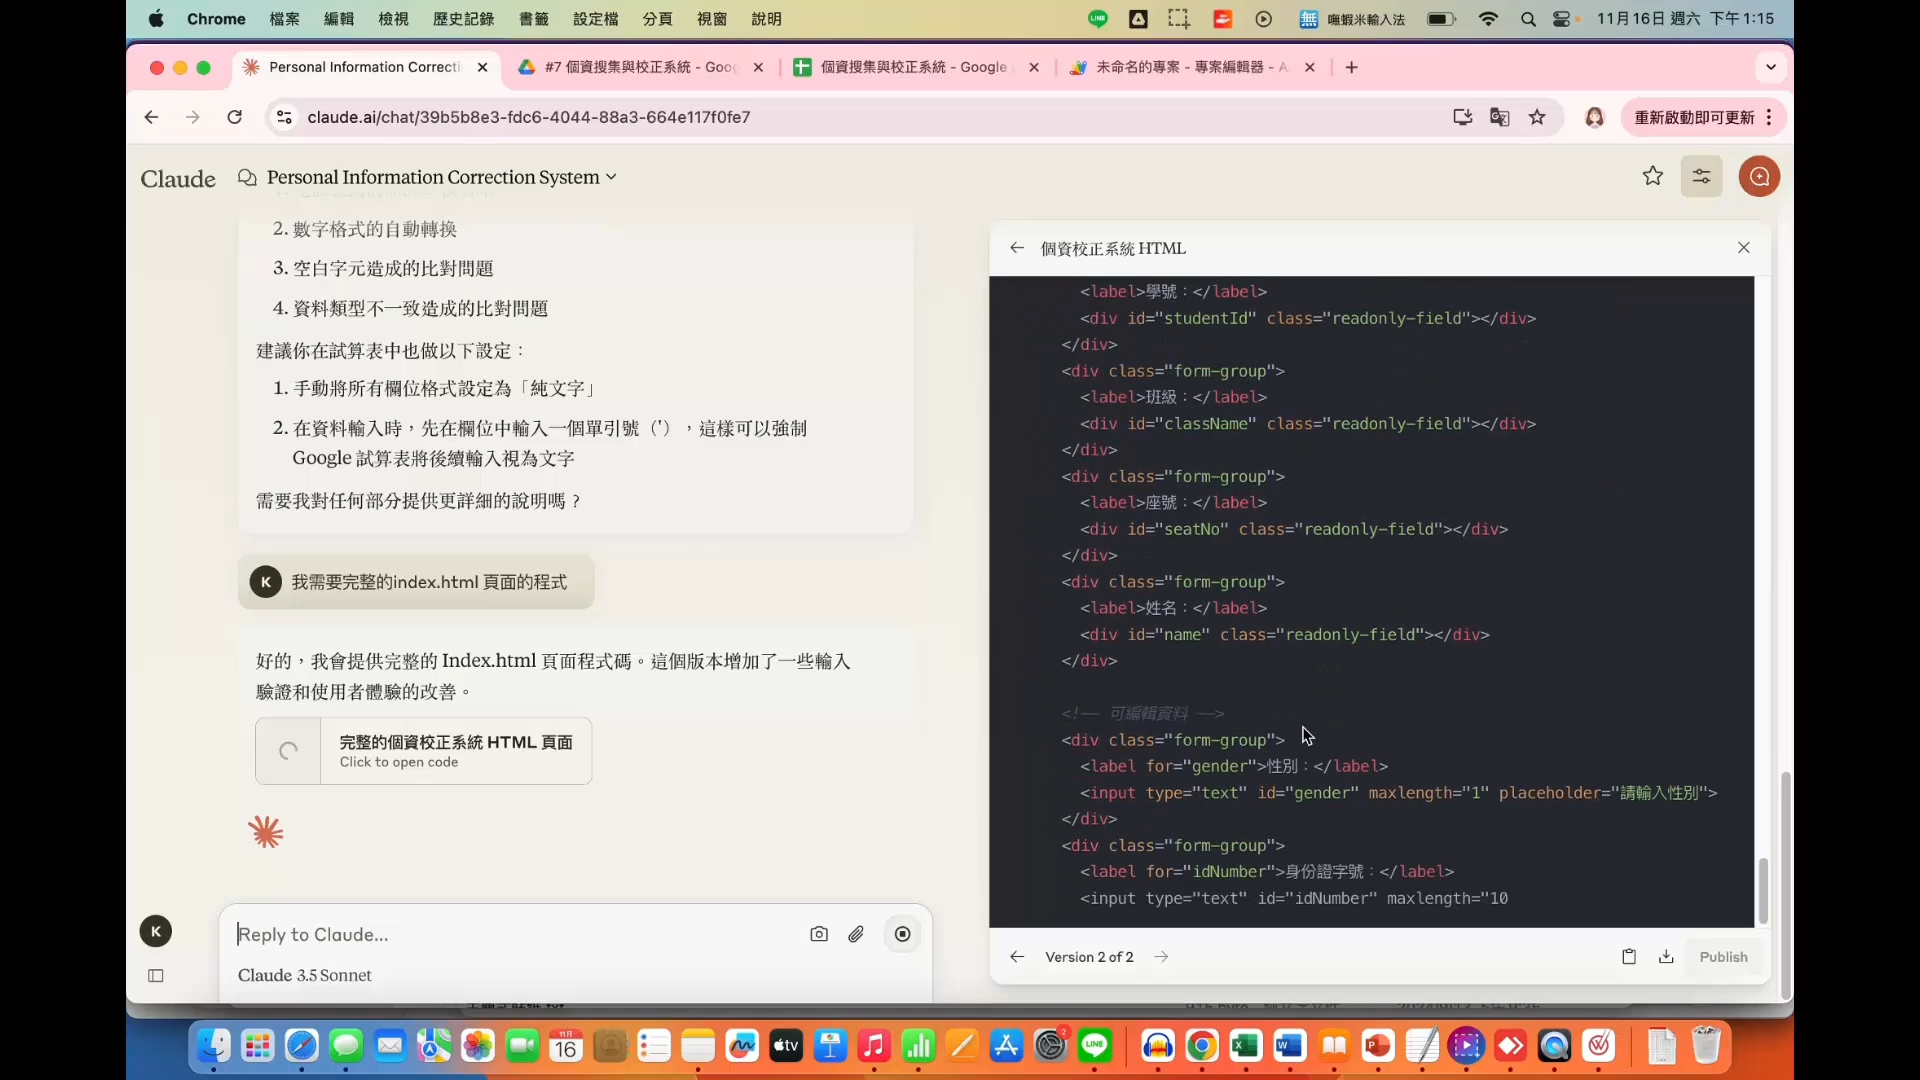 Chrome 檔案 編輯 檢視 歷史記錄 書籤 設定檔 分頁 視窗 說明 LINE 無 嘸蝦米輸入法 11月16日 週六 下午 1:15
Personal Information Correcti #7 個資搜集與校正系統 - Goog 個資搜集與校正系統 - Google 未命名的專案 - 專案編輯器 - A
claude.ai/chat/39b5b8e3-fdc6-4044-88a3-664e117f0fe7 重新啟動即可更新
Claude Personal Information Correction System
2. 數字格式的自動轉換
3. 空白字元造成的比對問題
4. 資料類型不一致造成的比對問題
建議你在試算表中也做以下設定：
1. 手動將所有欄位格式設定為「純文字」
2. 在資料輸入時，先在欄位中輸入一個單引號（'），這樣可以強制
Google 試算表將後續輸入視為文字
需要我對任何部分提供更詳細的說明嗎？
K 我需要完整的index.html 頁面的程式
好的，我會提供完整的 Index.html 頁面程式碼。這個版本增加了一些輸入
驗證和使用者體驗的改善。
完整的個資校正系統 HTML 頁面
Click to open code
K
Reply to Claude...
Claude 3.5 Sonnet
個資校正系統 HTML
<label>學號：</label>
<div id="studentId" class="readonly-field"></div>
</div>
<div class="form-group">
<label>班級：</label>
<div id="className" class="readonly-field"></div>
</div>
<div class="form-group">
<label>座號：</label>
<div id="seatNo" class="readonly-field"></div>
</div>
<div class="form-group">
<label>姓名：</label>
<div id="name" class="readonly-field"></div>
</div>
<!-- 可編輯資料 -->
<div class="form-group">
<label for="gender">性別：</label>
<input type="text" id="gender" maxlength="1" placeholder="請輸入性別">
</div>
<div class="form-group">
<label for="idNumber">身份證字號：</label>
<input type="text" id="idNumber" maxlength="10
Version 2 of 2 Publish
11月
16
tv
2
LINE